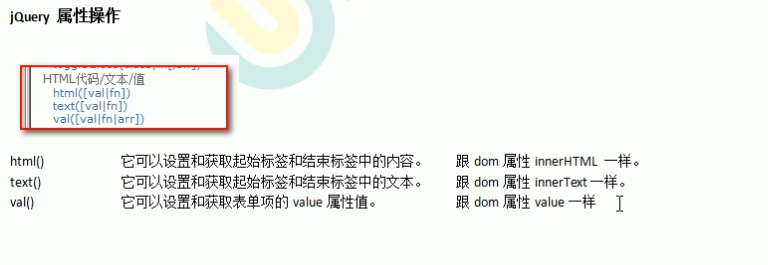 jQuery 属性操作
HTML代码/文本/值
html([val|fn])
text([val|fn])
val([val|fn|arr])
html() 它可以设置和获取起始标签和结束标签中的内容。 跟 dom 属性 innerHTML 一样。
text() 它可以设置和获取起始标签和结束标签中的文本。 跟 dom 属性 innerText 一样。
val() 它可以设置和获取表单项的 value 属性值。 跟 dom 属性 value 一样